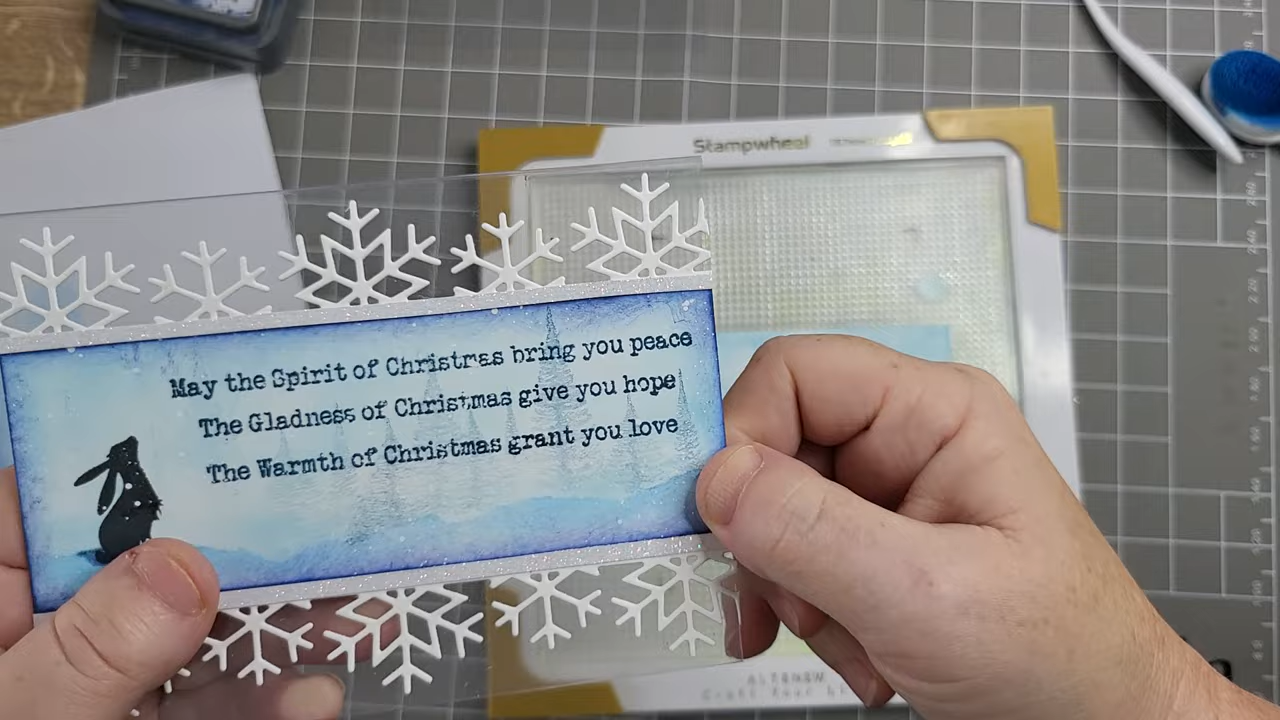 Stampwheel
May the Spirit of Christmas bring you peace
The Gladness of Christmas give you hope
The Warmth of Christmas grant you love
ALTENEW